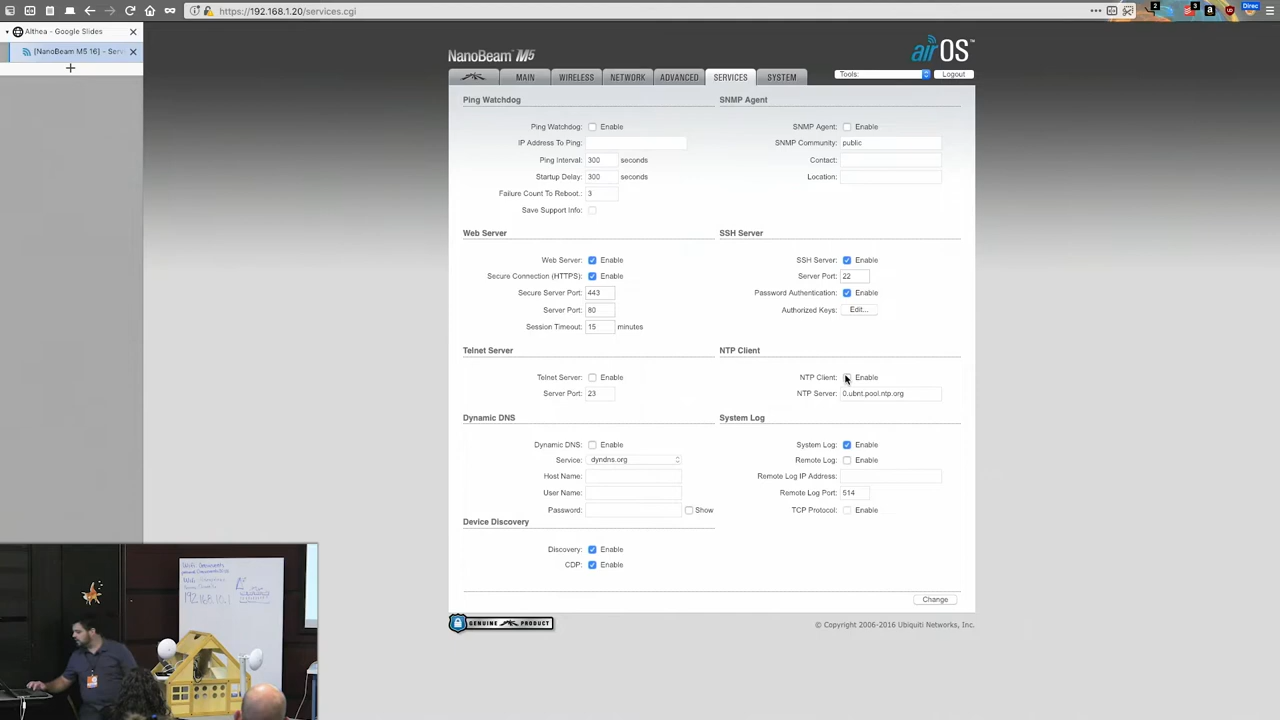 https://192.168.1.20/services.cgi
2
3
Direc
Althea - Google Slides
[NanoBeam M5 16] - Serv
NanoBeam M5
airOS™
MAIN
WIRELESS
NETWORK
ADVANCED
SERVICES
SYSTEM
Tools:
Logout
Ping Watchdog
Ping Watchdog: Enable
IP Address To Ping:
Ping Interval: 300 seconds
Startup Delay: 300 seconds
Failure Count To Reboot.: 3
Save Support Info:
SNMP Agent
SNMP Agent: Enable
SNMP Community: public
Contact:
Location:
Web Server
Web Server: Enable
Secure Connection (HTTPS): Enable
Secure Server Port: 443
Server Port: 80
Session Timeout: 15 minutes
SSH Server
SSH Server: Enable
Server Port: 22
Password Authentication: Enable
Authorized Keys: Edit...
Telnet Server
Telnet Server: Enable
Server Port: 23
NTP Client
NTP Client: Enable
NTP Server: 0.ubnt.pool.ntp.org
Dynamic DNS
Dynamic DNS: Enable
Service: dyndns.org
Host Name:
User Name:
Password: Show
System Log
System Log: Enable
Remote Log: Enable
Remote Log IP Address:
Remote Log Port: 514
TCP Protocol: Enable
Device Discovery
Discovery: Enable
CDP: Enable
Change
GENUINE PRODUCT
© Copyright 2006-2016 Ubiquiti Networks, Inc.